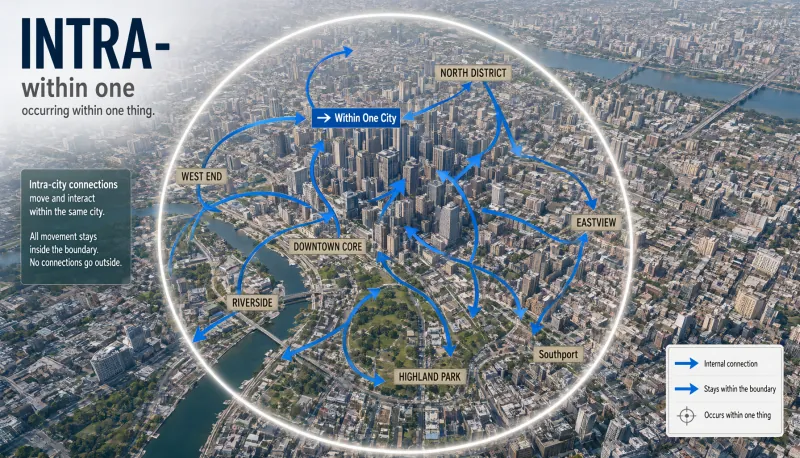 INTRA-
within one
occurring within one thing.
NORTH DISTRICT
→ Within One City
WEST END
Intra-city connections
move and interact
within the same city.
All movement stays
inside the boundary.
No connections go outside.
EASTVIEW
DOWNTOWN CORE
RIVERSIDE
Southport
HIGHLAND PARK
Internal connection
Stays within the boundary
Occurs within one thing